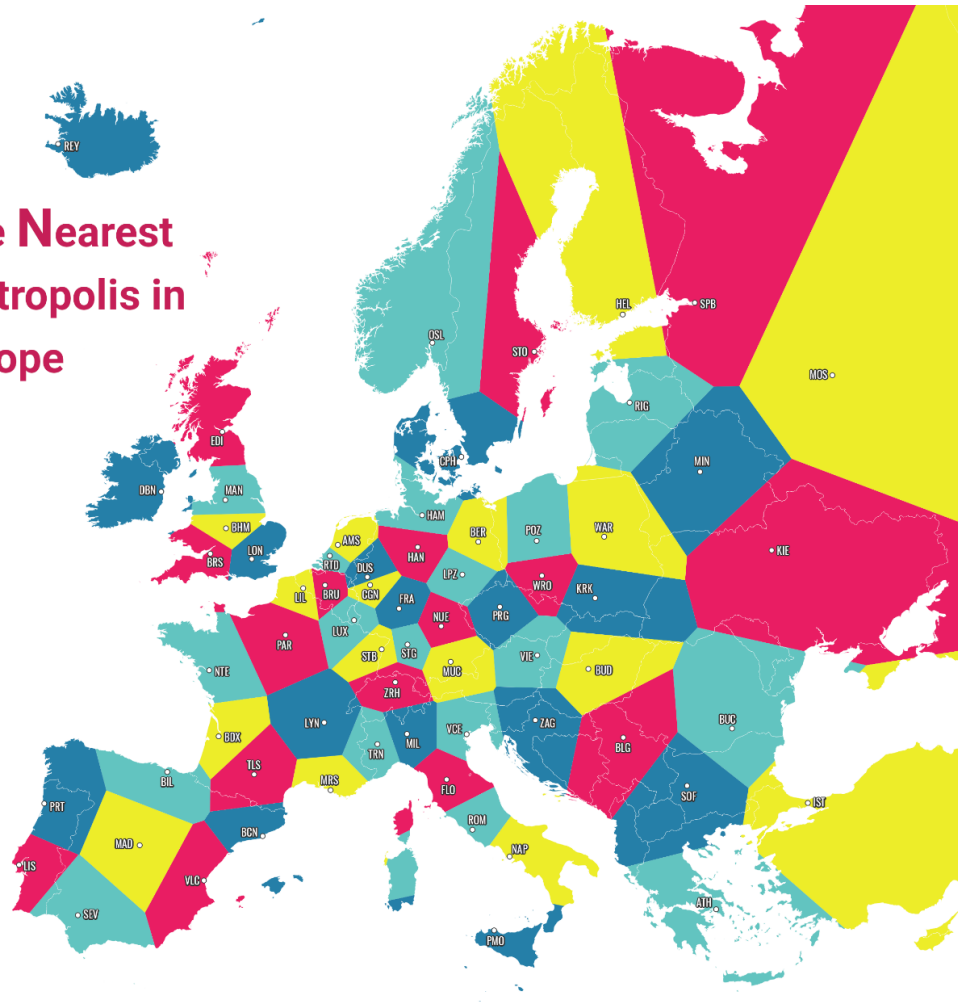 REY
e Nearest
tropolis in
ope
OSL
HEL
SPB
STO
MOS
RIG
EDI
CPH
MIN
DBN
MAN
HAM
BHM
BER
POZ
WAR
AMS
LON
HAN
KIE
BRS
RTD
DUS
LPZ
WRO
LIL
BRU
CGN
FRA
KRK
PRG
NUE
LUX
PAR
STG
STB
VIE
NTE
MUC
BUD
ZRH
LYN
ZAG
BUC
VCE
BDX
MIL
BLG
TRN
TLS
BIL
MRS
FLO
SOF
PRT
IST
ROM
BCN
MAD
NAP
LIS
VLC
ATH
SEV
PMO